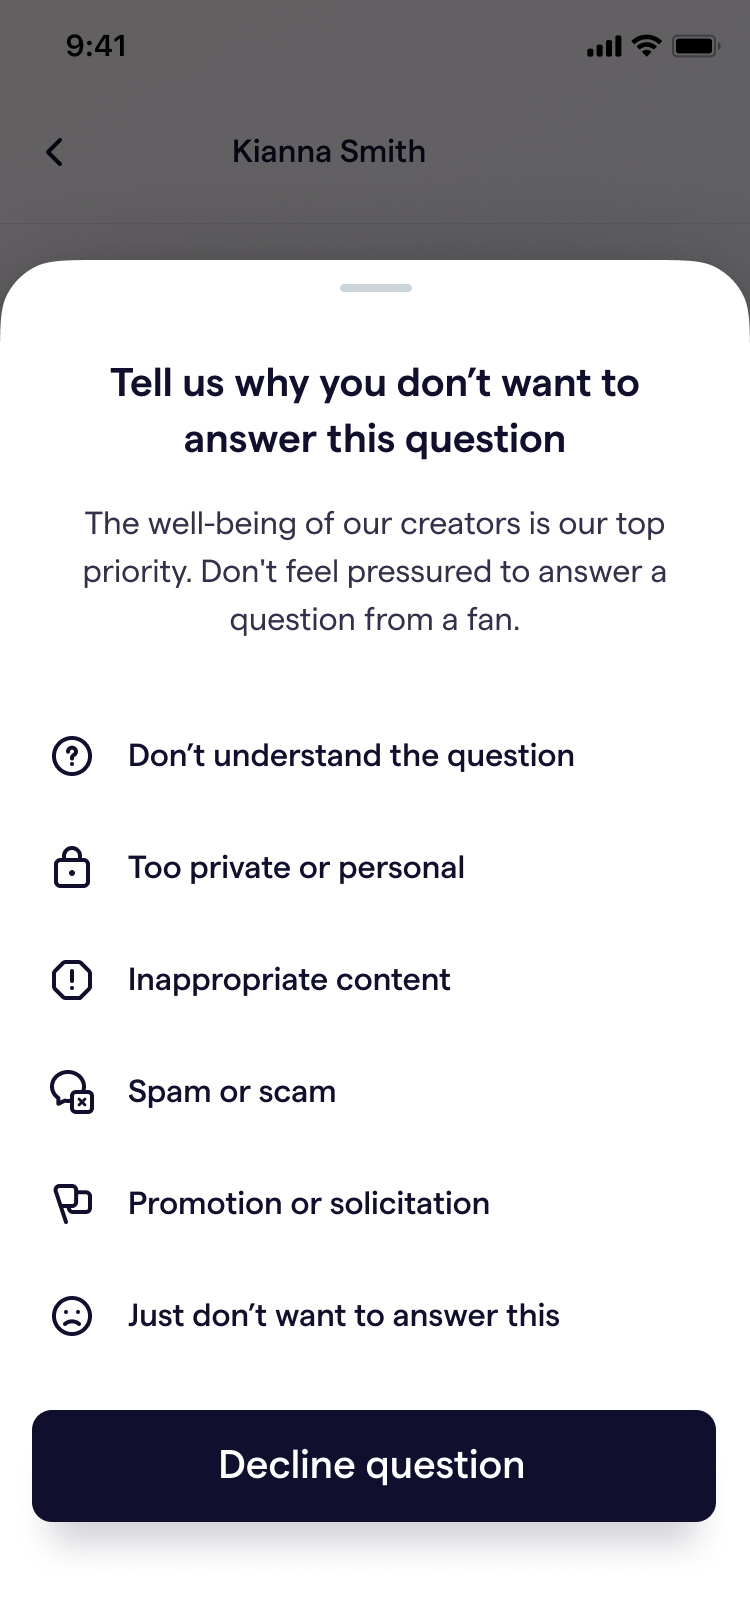 9:41
Kianna Smith
Tell us why you don’t want to
answer this question
The well-being of our creators is our top
priority. Don't feel pressured to answer a
question from a fan.
Don’t understand the question
Too private or personal
Inappropriate content
Spam or scam
Promotion or solicitation
Just don’t want to answer this
Decline question